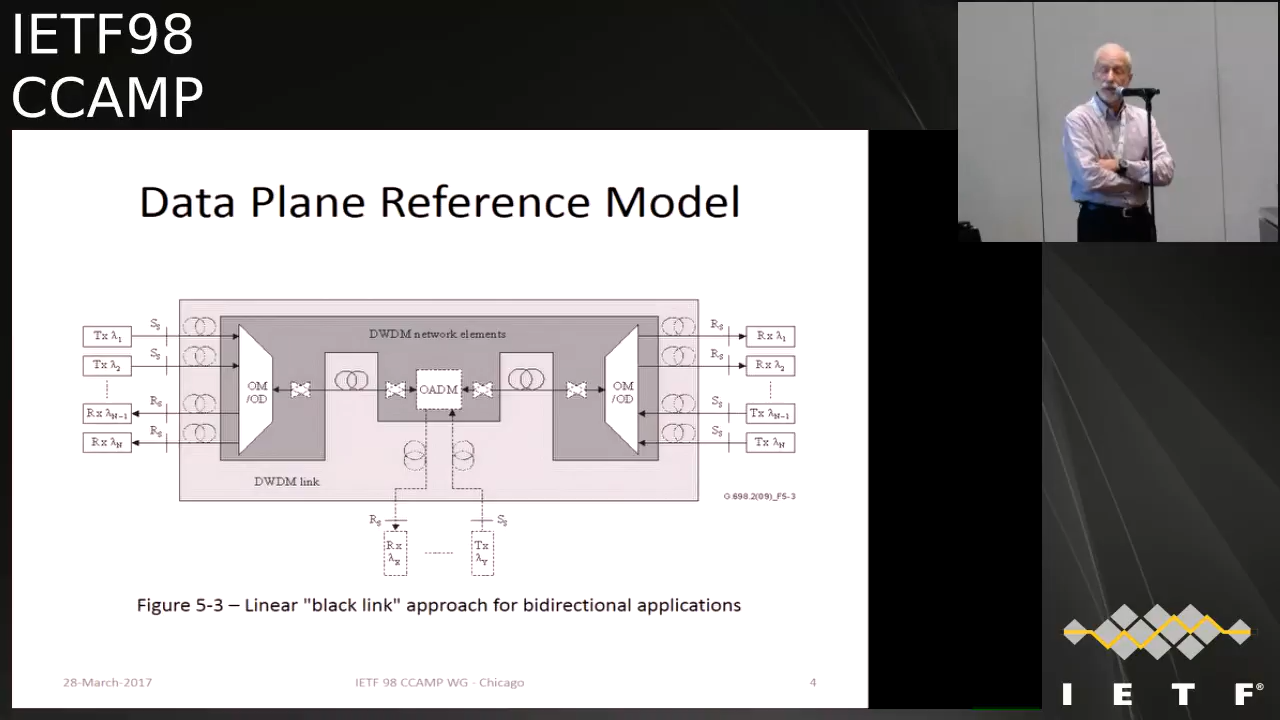 IETF98
CCAMP
Data Plane Reference Model
DWDM network elements
Tx λ1
Ss
Rs
Rx λ1
Tx λ2
Ss
Rs
Rx λ2
OM
/OD
OADM
OM
/OD
Rx λN-1
Rs
Ss
Tx λN-1
Rx λN
Rs
Ss
Tx λN
DWDM link
G.698.2(09)_F5-3
Rs
Ss
Rx
λx
Tx
λY
Figure 5-3 – Linear "black link" approach for bidirectional applications
28-March-2017
IETF 98 CCAMP WG - Chicago
4
I E T F®